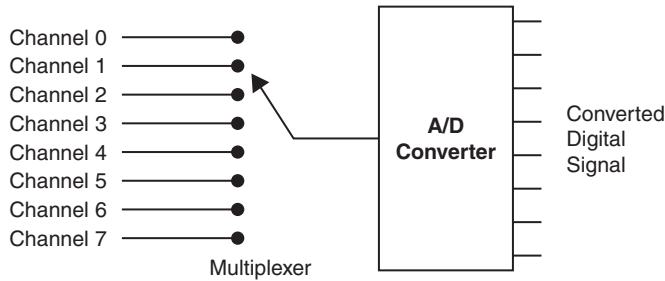 Channel 0
Channel 1
Channel 2
Channel 3
Channel 4
Channel 5
Channel 6
Channel 7
Multiplexer
A/D
Converter
Converted
Digital
Signal